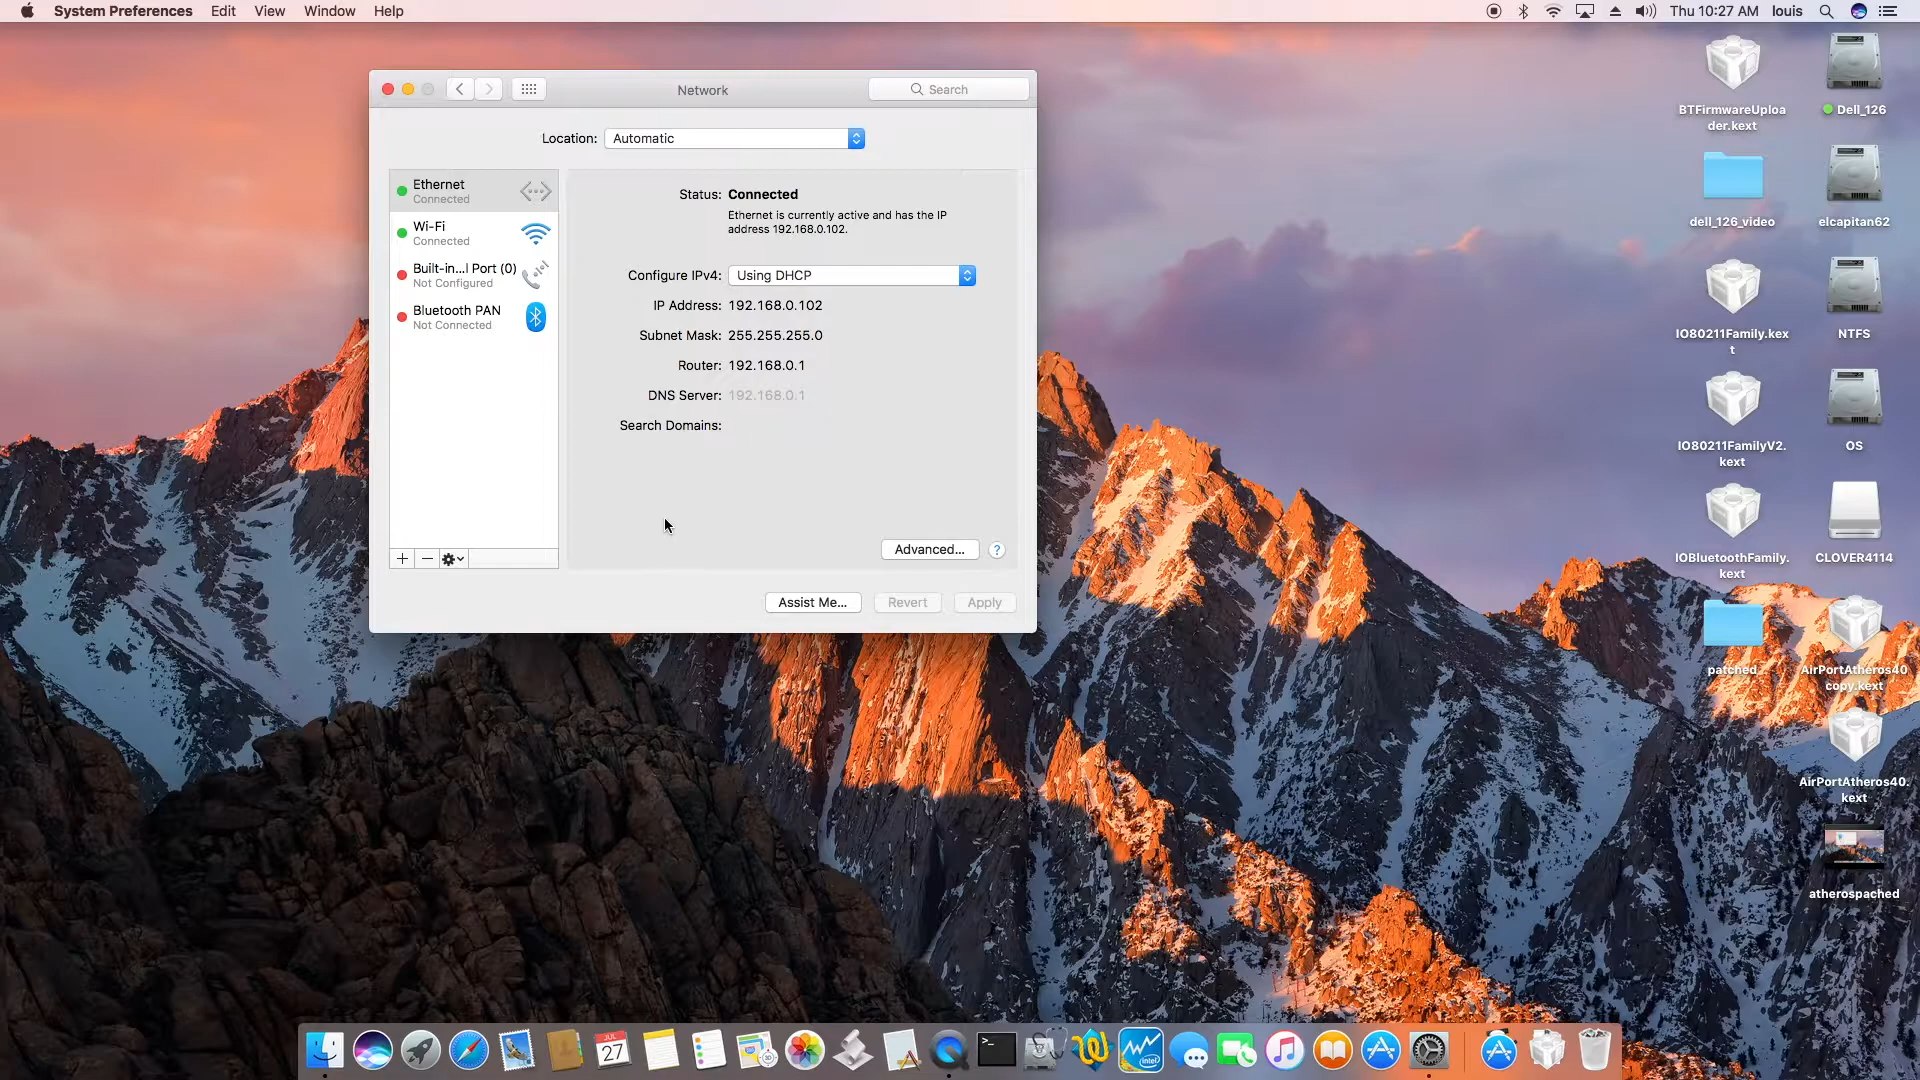 System Preferences Edit View Window Help
Thu 10:27 AM louis
Network
Search
Location: Automatic
Ethernet
Connected
Wi-Fi
Connected
Built-in...l Port (0)
Not Configured
Bluetooth PAN
Not Connected
Status: Connected
Ethernet is currently active and has the IP
address 192.168.0.102.
Configure IPv4: Using DHCP
IP Address: 192.168.0.102
Subnet Mask: 255.255.255.0
Router: 192.168.0.1
DNS Server: 192.168.0.1
Search Domains:
Advanced...
?
Assist Me...
Revert
Apply
BTFirmwareUploa
der.kext
Dell_126
dell_126_video
elcapitan62
IO80211Family.kex
t
NTFS
IO80211FamilyV2.
kext
OS
IOBluetoothFamily.
kext
CLOVER4114
patched
AirPortAtheros40
copy.kext
AirPortAtheros40.
kext
atherospached
JUL
27
>_
intel